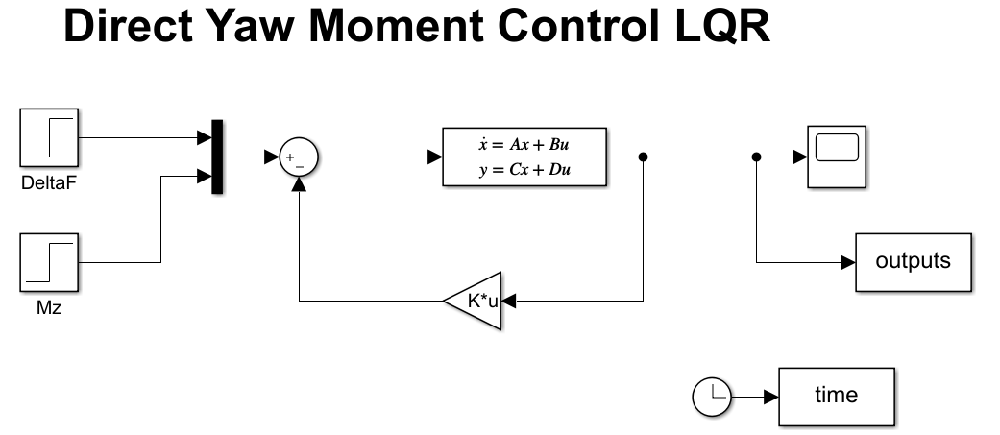 Direct Yaw Moment Control LQR
DeltaF
+
−
ẋ = Ax + Bu
y = Cx + Du
outputs
Mz
K*u
time